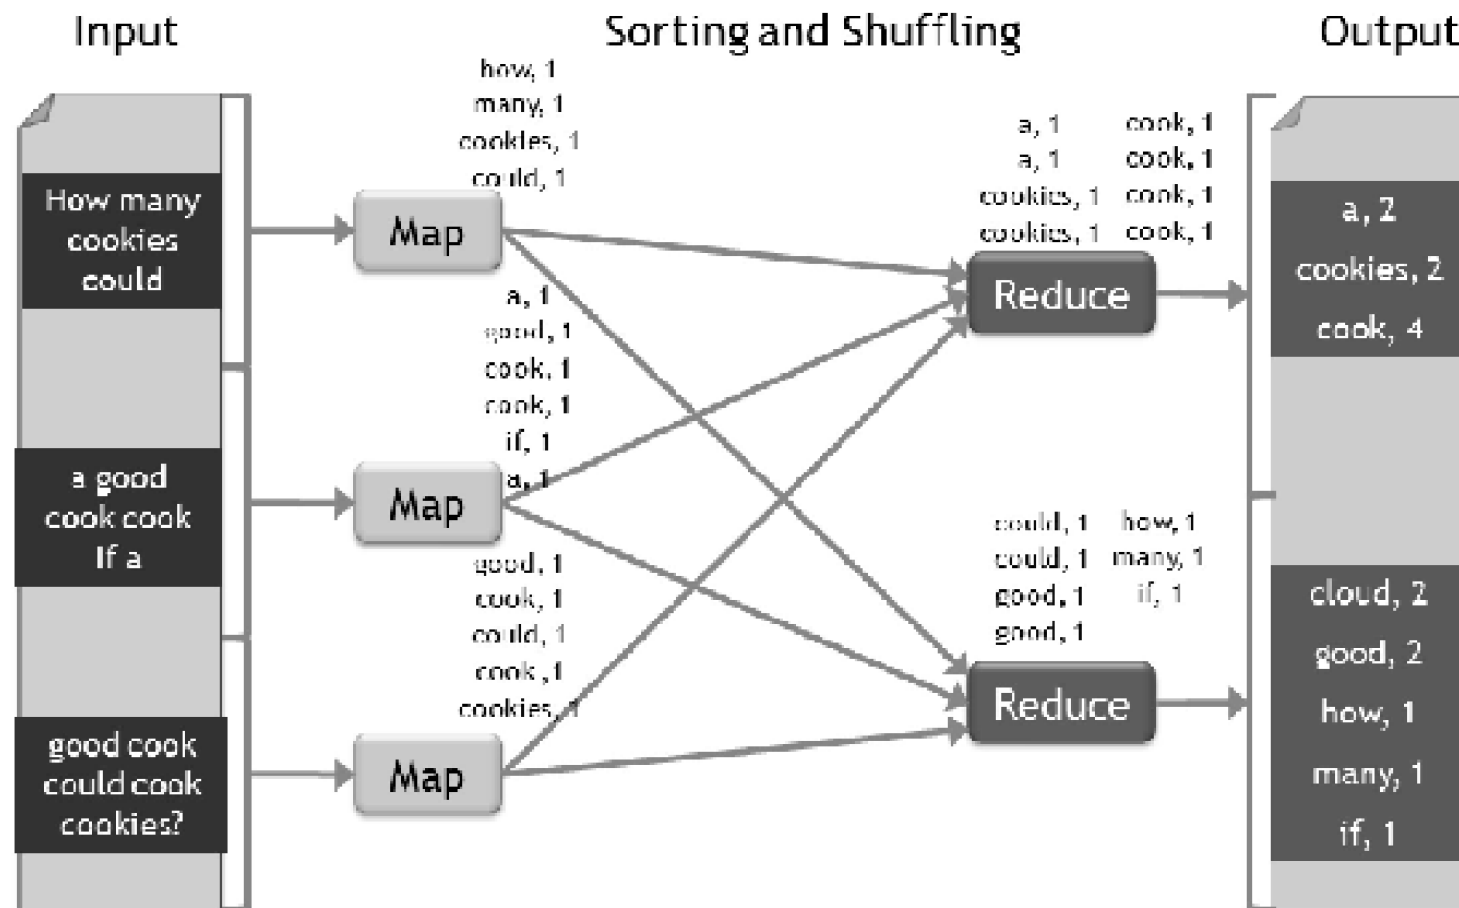 Input
Sorting and Shuffling
Output
How many
cookies
could
Map
how, 1
many, 1
cookies, 1
could, 1
a good
cook cook
If a
Map
a, 1
good, 1
cook, 1
cook, 1
if, 1
a, 1
good cook
could cook
cookies?
Map
good, 1
cook, 1
could, 1
cook ,1
cookies, 1
a, 1
a, 1
cookies, 1
cookies, 1
cook, 1
cook, 1
cook, 1
cook, 1
Reduce
could, 1
could, 1
good, 1
good, 1
how, 1
many, 1
if, 1
Reduce
a, 2
cookies, 2
cook, 4
cloud, 2
good, 2
how, 1
many, 1
if, 1